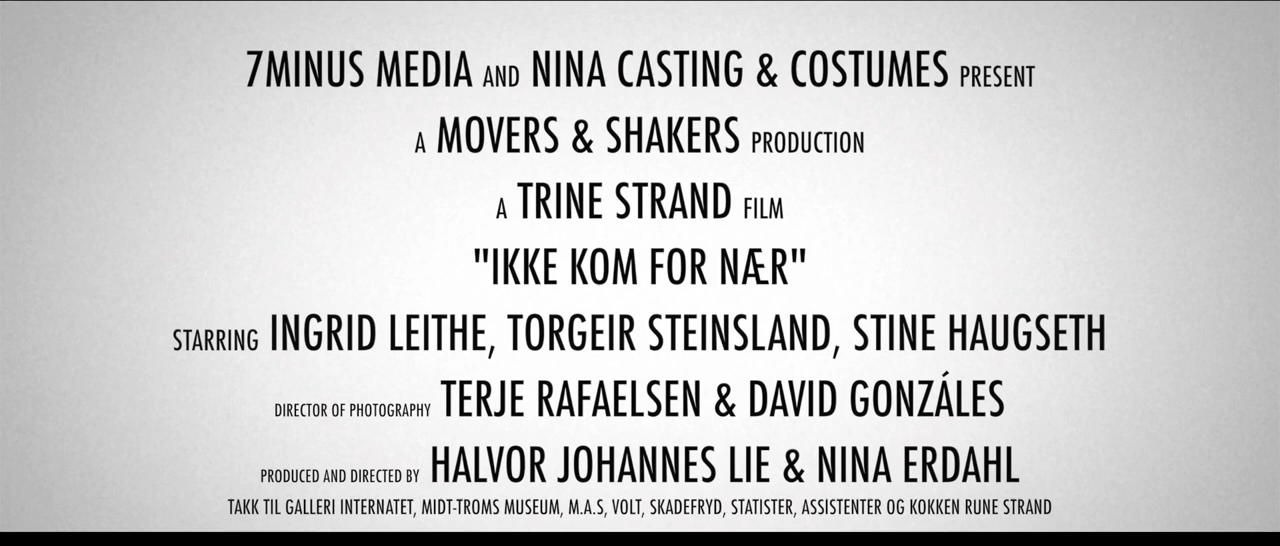 7MINUS MEDIA AND NINA CASTING & COSTUMES PRESENT
A MOVERS & SHAKERS PRODUCTION
A TRINE STRAND FILM
"IKKE KOM FOR NÆR"
STARRING INGRID LEITHE, TORGEIR STEINSLAND, STINE HAUGSETH
DIRECTOR OF PHOTOGRAPHY TERJE RAFAELSEN & DAVID GONZÁLES
PRODUCED AND DIRECTED BY HALVOR JOHANNES LIE & NINA ERDAHL
TAKK TIL GALLERI INTERNATET, MIDT-TROMS MUSEUM, M.A.S, VOLT, SKADEFRYD, STATISTER, ASSISTENTER OG KOKKEN RUNE STRAND